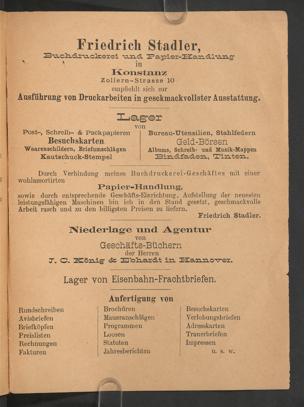 Friedrich Stadler,
Buchdruckerei und Papier-Handlung
in
Konstanz
Zollern-Strasse 10
empfiehlt sich zur
Ausführung von Druckarbeiten in geschmackvollster Ausstattung.
Lager
von
Post-, Schreib- & Packpapieren
Besuchskarten
Waarenschildern, Briefumschlägen
Kautschuck-Stempel
Bureau-Utensilien, Stahlfedern
Geld-Börsen
Albums, Schreib- und Musik-Mappen
Bindfaden, Tinten.
Durch Verbindung meines Buchdruckerei-Geschäftes mit einer
wohlassortirten
Papier-Handlung,
sowie durch entsprechende Geschäfts-Einrichtung, Aufstellung der neuesten
leistungsfähigen Maschinen bin ich in den Stand gesetzt, geschmackvolle
Arbeit rasch und zu den billigsten Preisen zu liefern.
Friedrich Stadler.
Niederlage und Agentur
von
Geschäfts-Büchern
der Herren
J. C. König & Ebhardt in Hannover.
Lager von Eisenbahn-Frachtbriefen.
Anfertigung von
Rundschreiben
Avisbriefen
Briefköpfen
Preislisten
Rechnungen
Fakturen
Brochüren
Maueranschlägen
Programmen
Loosen
Statuten
Jahresberichten
Besuchskarten
Verlobungsbriefen
Adresskarten
Trauerbriefen
Impressen
u. s. w.